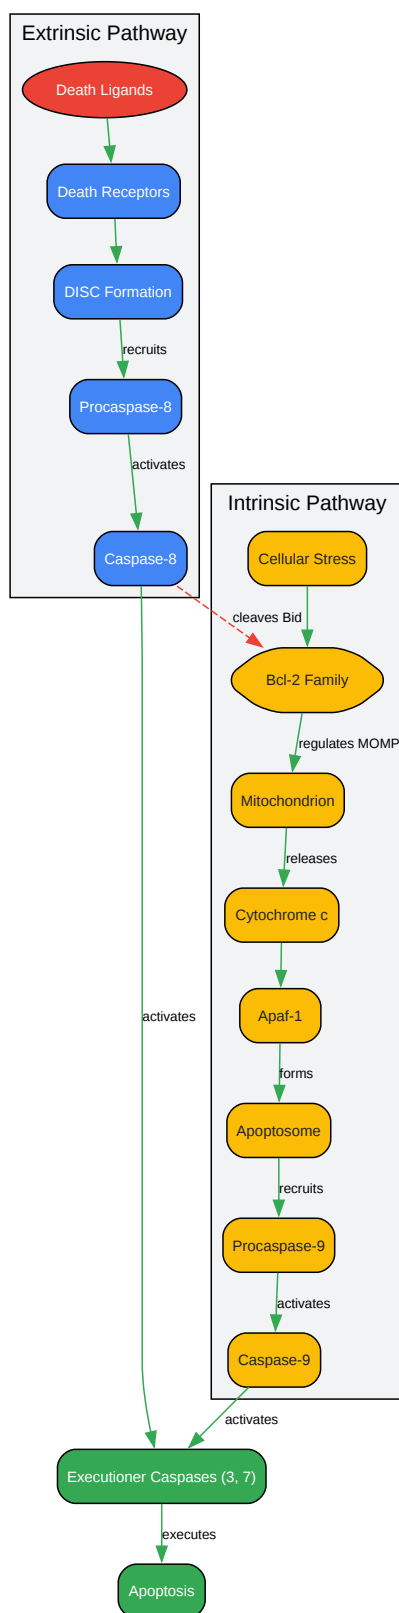 Extrinsic Pathway
Death Ligands
Death Receptors
DISC Formation
recruits
Procaspase-8
activates
Caspase-8
Intrinsic Pathway
Cellular Stress
cleaves Bid
Bcl-2 Family
regulates MOMP
Mitochondrion
releases
Cytochrome c
Apaf-1
activates
forms
Apoptosome
recruits
Procaspase-9
activates
Caspase-9
activates
Executioner Caspases (3, 7)
executes
Apoptosis